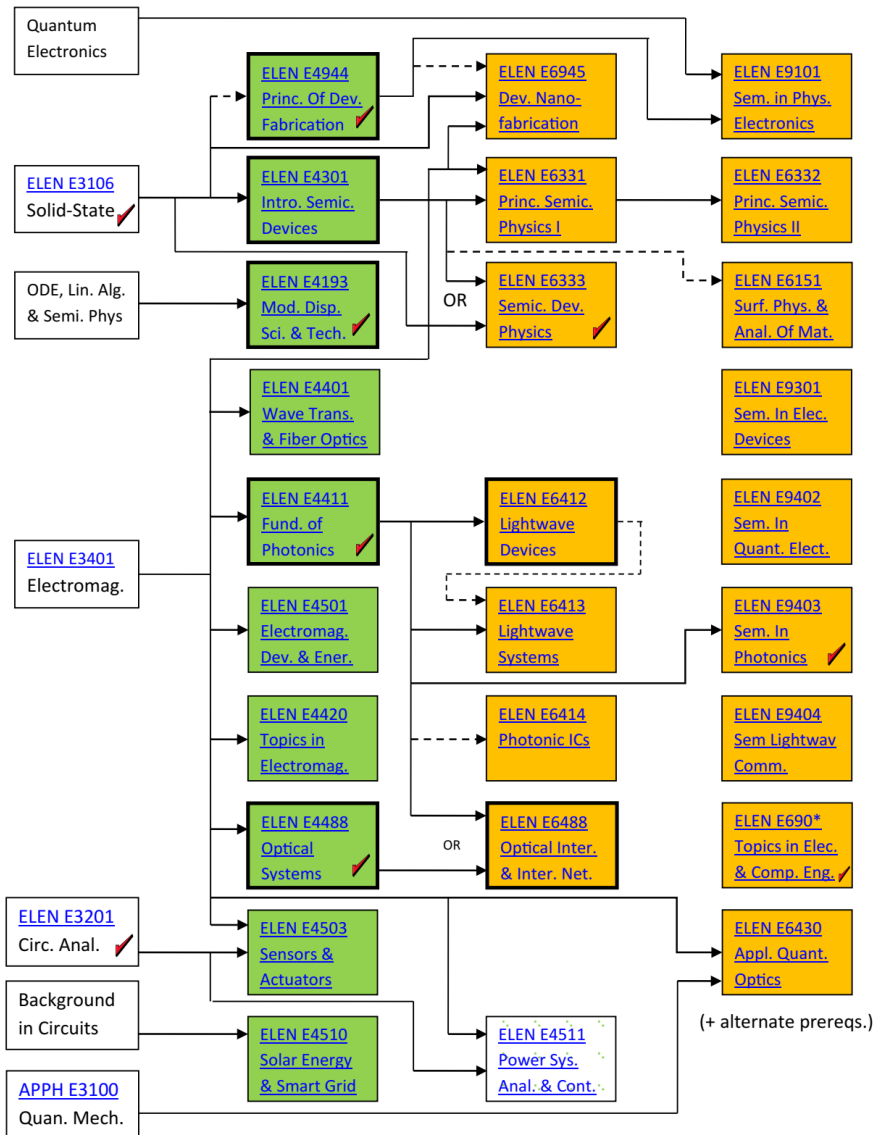 Quantum
Electronics
ELEN E4944
Princ. Of Dev.
Fabrication
ELEN E6945
Dev. Nano-
fabrication
ELEN E9101
Sem. in Phys.
Electronics
ELEN E3106
Solid-State
ELEN E4301
Intro. Semic.
Devices
ELEN E6331
Princ. Semic.
Physics I
ELEN E6332
Princ. Semic.
Physics II
ODE, Lin. Alg.
& Semi. Phys
ELEN E4193
Mod. Disp.
Sci. & Tech.
OR
ELEN E6333
Semic. Dev.
Physics
ELEN E6151
Surf. Phys. &
Anal. Of Mat.
ELEN E4401
Wave Trans.
& Fiber Optics
ELEN E9301
Sem. In Elec.
Devices
ELEN E4411
Fund. of
Photonics
ELEN E6412
Lightwave
Devices
ELEN E9402
Sem. In
Quant. Elect.
ELEN E3401
Electromag.
ELEN E4501
Electromag.
Dev. & Ener.
ELEN E6413
Lightwave
Systems
ELEN E9403
Sem. In
Photonics
ELEN E4420
Topics in
Electromag.
ELEN E6414
Photonic ICs
ELEN E9404
Sem Lightwav
Comm.
ELEN E4488
Optical
Systems
OR
ELEN E6488
Optical Inter.
& Inter. Net.
ELEN E690*
Topics in Elec.
& Comp. Eng.
ELEN E3201
Circ. Anal.
ELEN E4503
Sensors &
Actuators
ELEN E6430
Appl. Quant.
Optics
Background
in Circuits
ELEN E4510
Solar Energy
& Smart Grid
ELEN E4511
Power Sys.
Anal. & Cont.
(+ alternate prereqs.)
APPH E3100
Quan. Mech.